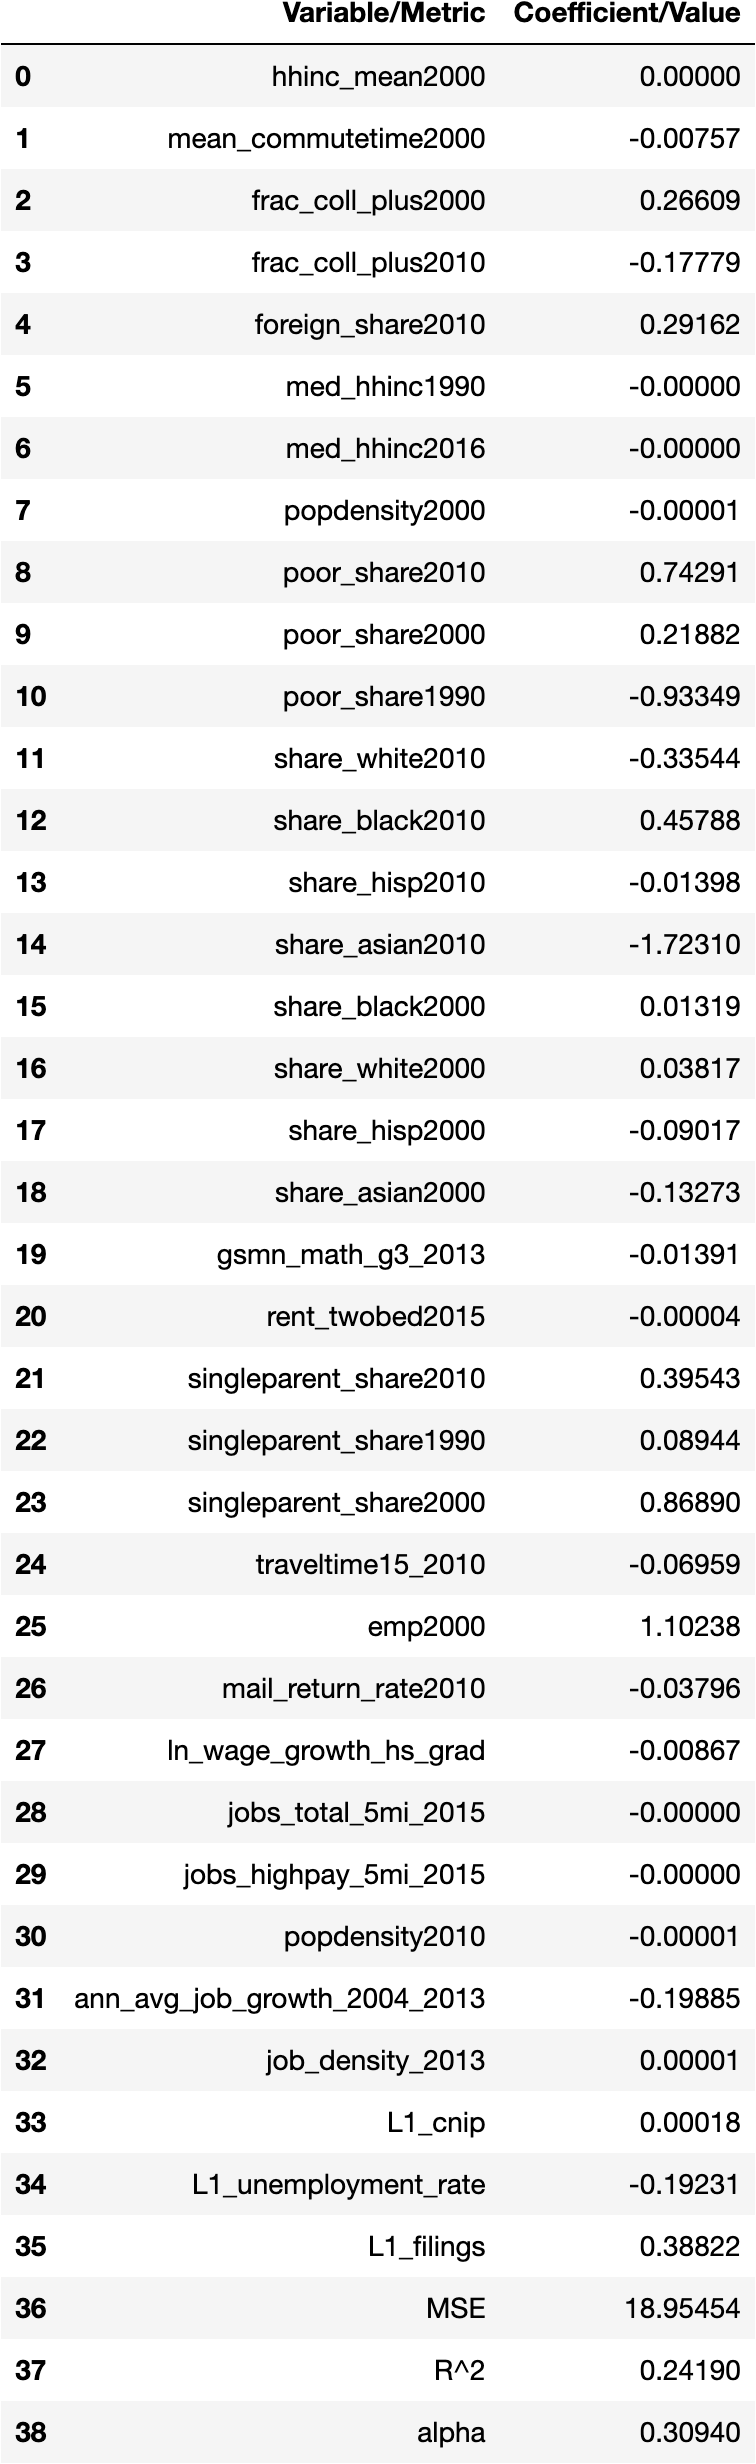 Variable/Metric Coefficient/Value
0 hhinc_mean2000 0.00000
1 mean_commutetime2000 -0.00757
2 frac_coll_plus2000 0.26609
3 frac_coll_plus2010 -0.17779
4 foreign_share2010 0.29162
5 med_hhinc1990 -0.00000
6 med_hhinc2016 -0.00000
7 popdensity2000 -0.00001
8 poor_share2010 0.74291
9 poor_share2000 0.21882
10 poor_share1990 -0.93349
11 share_white2010 -0.33544
12 share_black2010 0.45788
13 share_hisp2010 -0.01398
14 share_asian2010 -1.72310
15 share_black2000 0.01319
16 share_white2000 0.03817
17 share_hisp2000 -0.09017
18 share_asian2000 -0.13273
19 gsmn_math_g3_2013 -0.01391
20 rent_twobed2015 -0.00004
21 singleparent_share2010 0.39543
22 singleparent_share1990 0.08944
23 singleparent_share2000 0.86890
24 traveltime15_2010 -0.06959
25 emp2000 1.10238
26 mail_return_rate2010 -0.03796
27 ln_wage_growth_hs_grad -0.00867
28 jobs_total_5mi_2015 -0.00000
29 jobs_highpay_5mi_2015 -0.00000
30 popdensity2010 -0.00001
31 ann_avg_job_growth_2004_2013 -0.19885
32 job_density_2013 0.00001
33 L1_cnip 0.00018
34 L1_unemployment_rate -0.19231
35 L1_filings 0.38822
36 MSE 18.95454
37 R^2 0.24190
38 alpha 0.30940